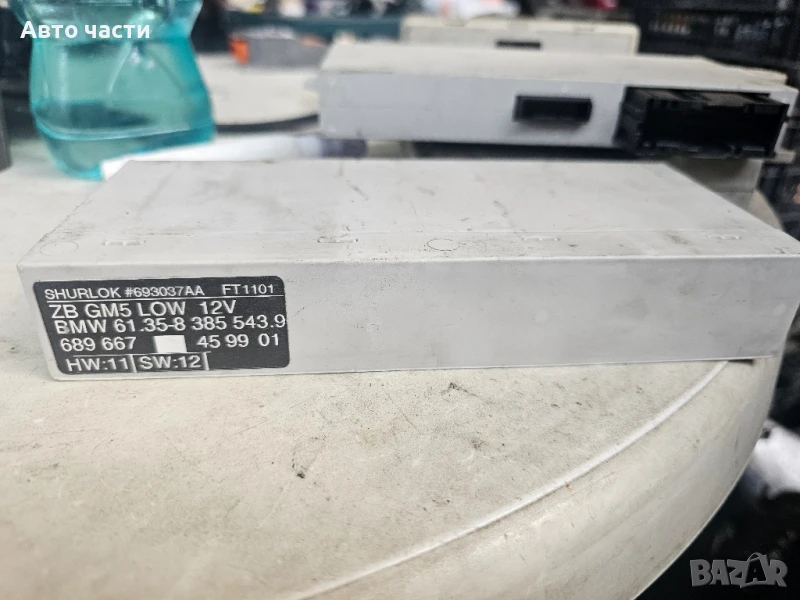 Авто части
SHURLOK #693037AA FT1101
ZB GM5 LOW 12V
BMW 61.35-8 385 543.9
689 667 45 99 01
HW:11 SW:12
BAZAR